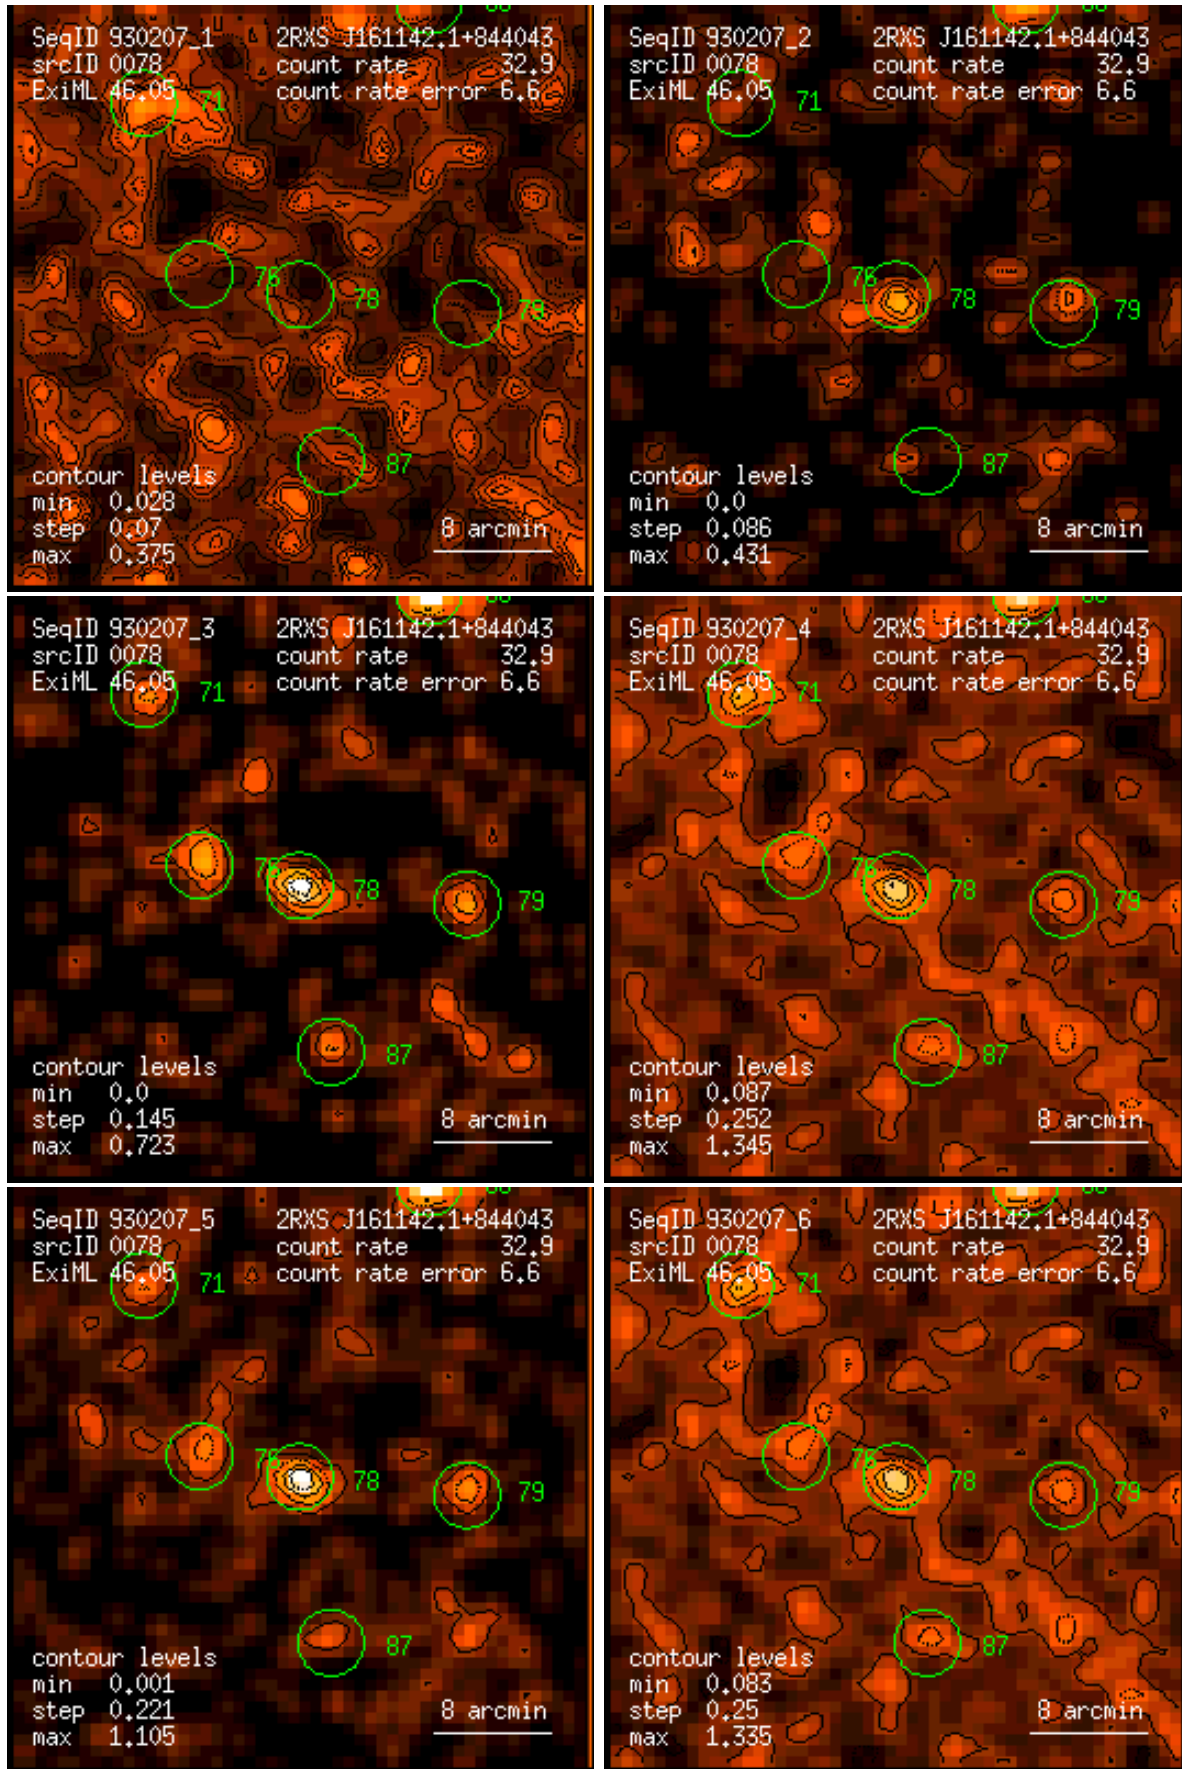 SeqID 930207_1 2RXS J161142.1+844043
srcID 0078 count rate 32.9
ExiML 46.05 count rate error 6.6
71
76
78
79
87
contour levels
min 0.028
step 0.07
max 0.375
8 arcmin
SeqID 930207_2 2RXS J161142.1+844043
srcID 0078 count rate 32.9
ExiML 46.05 count rate error 6.6
71
76
78
79
87
contour levels
min 0.0
step 0.086
max 0.431
8 arcmin
SeqID 930207_3 2RXS J161142.1+844043
srcID 0078 count rate 32.9
ExiML 46.05 count rate error 6.6
71
76
78
79
87
contour levels
min 0.0
step 0.145
max 0.723
8 arcmin
SeqID 930207_4 2RXS J161142.1+844043
srcID 0078 count rate 32.9
ExiML 46.05 count rate error 6.6
71
76
78
79
87
contour levels
min 0.087
step 0.252
max 1.345
8 arcmin
SeqID 930207_5 2RXS J161142.1+844043
srcID 0078 count rate 32.9
ExiML 46.05 count rate error 6.6
71
76
78
79
87
contour levels
min 0.001
step 0.221
max 1.105
8 arcmin
SeqID 930207_6 2RXS J161142.1+844043
srcID 0078 count rate 32.9
ExiML 46.05 count rate error 6.6
71
76
78
79
87
contour levels
min 0.083
step 0.25
max 1.335
8 arcmin